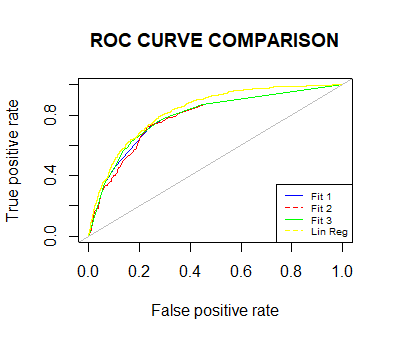 ROC CURVE COMPARISON
True positive rate
0.8
0.4
0.0
Fit 1
Fit 2
Fit 3
Lin Reg
0.0 0.2 0.4 0.6 0.8 1.0
False positive rate